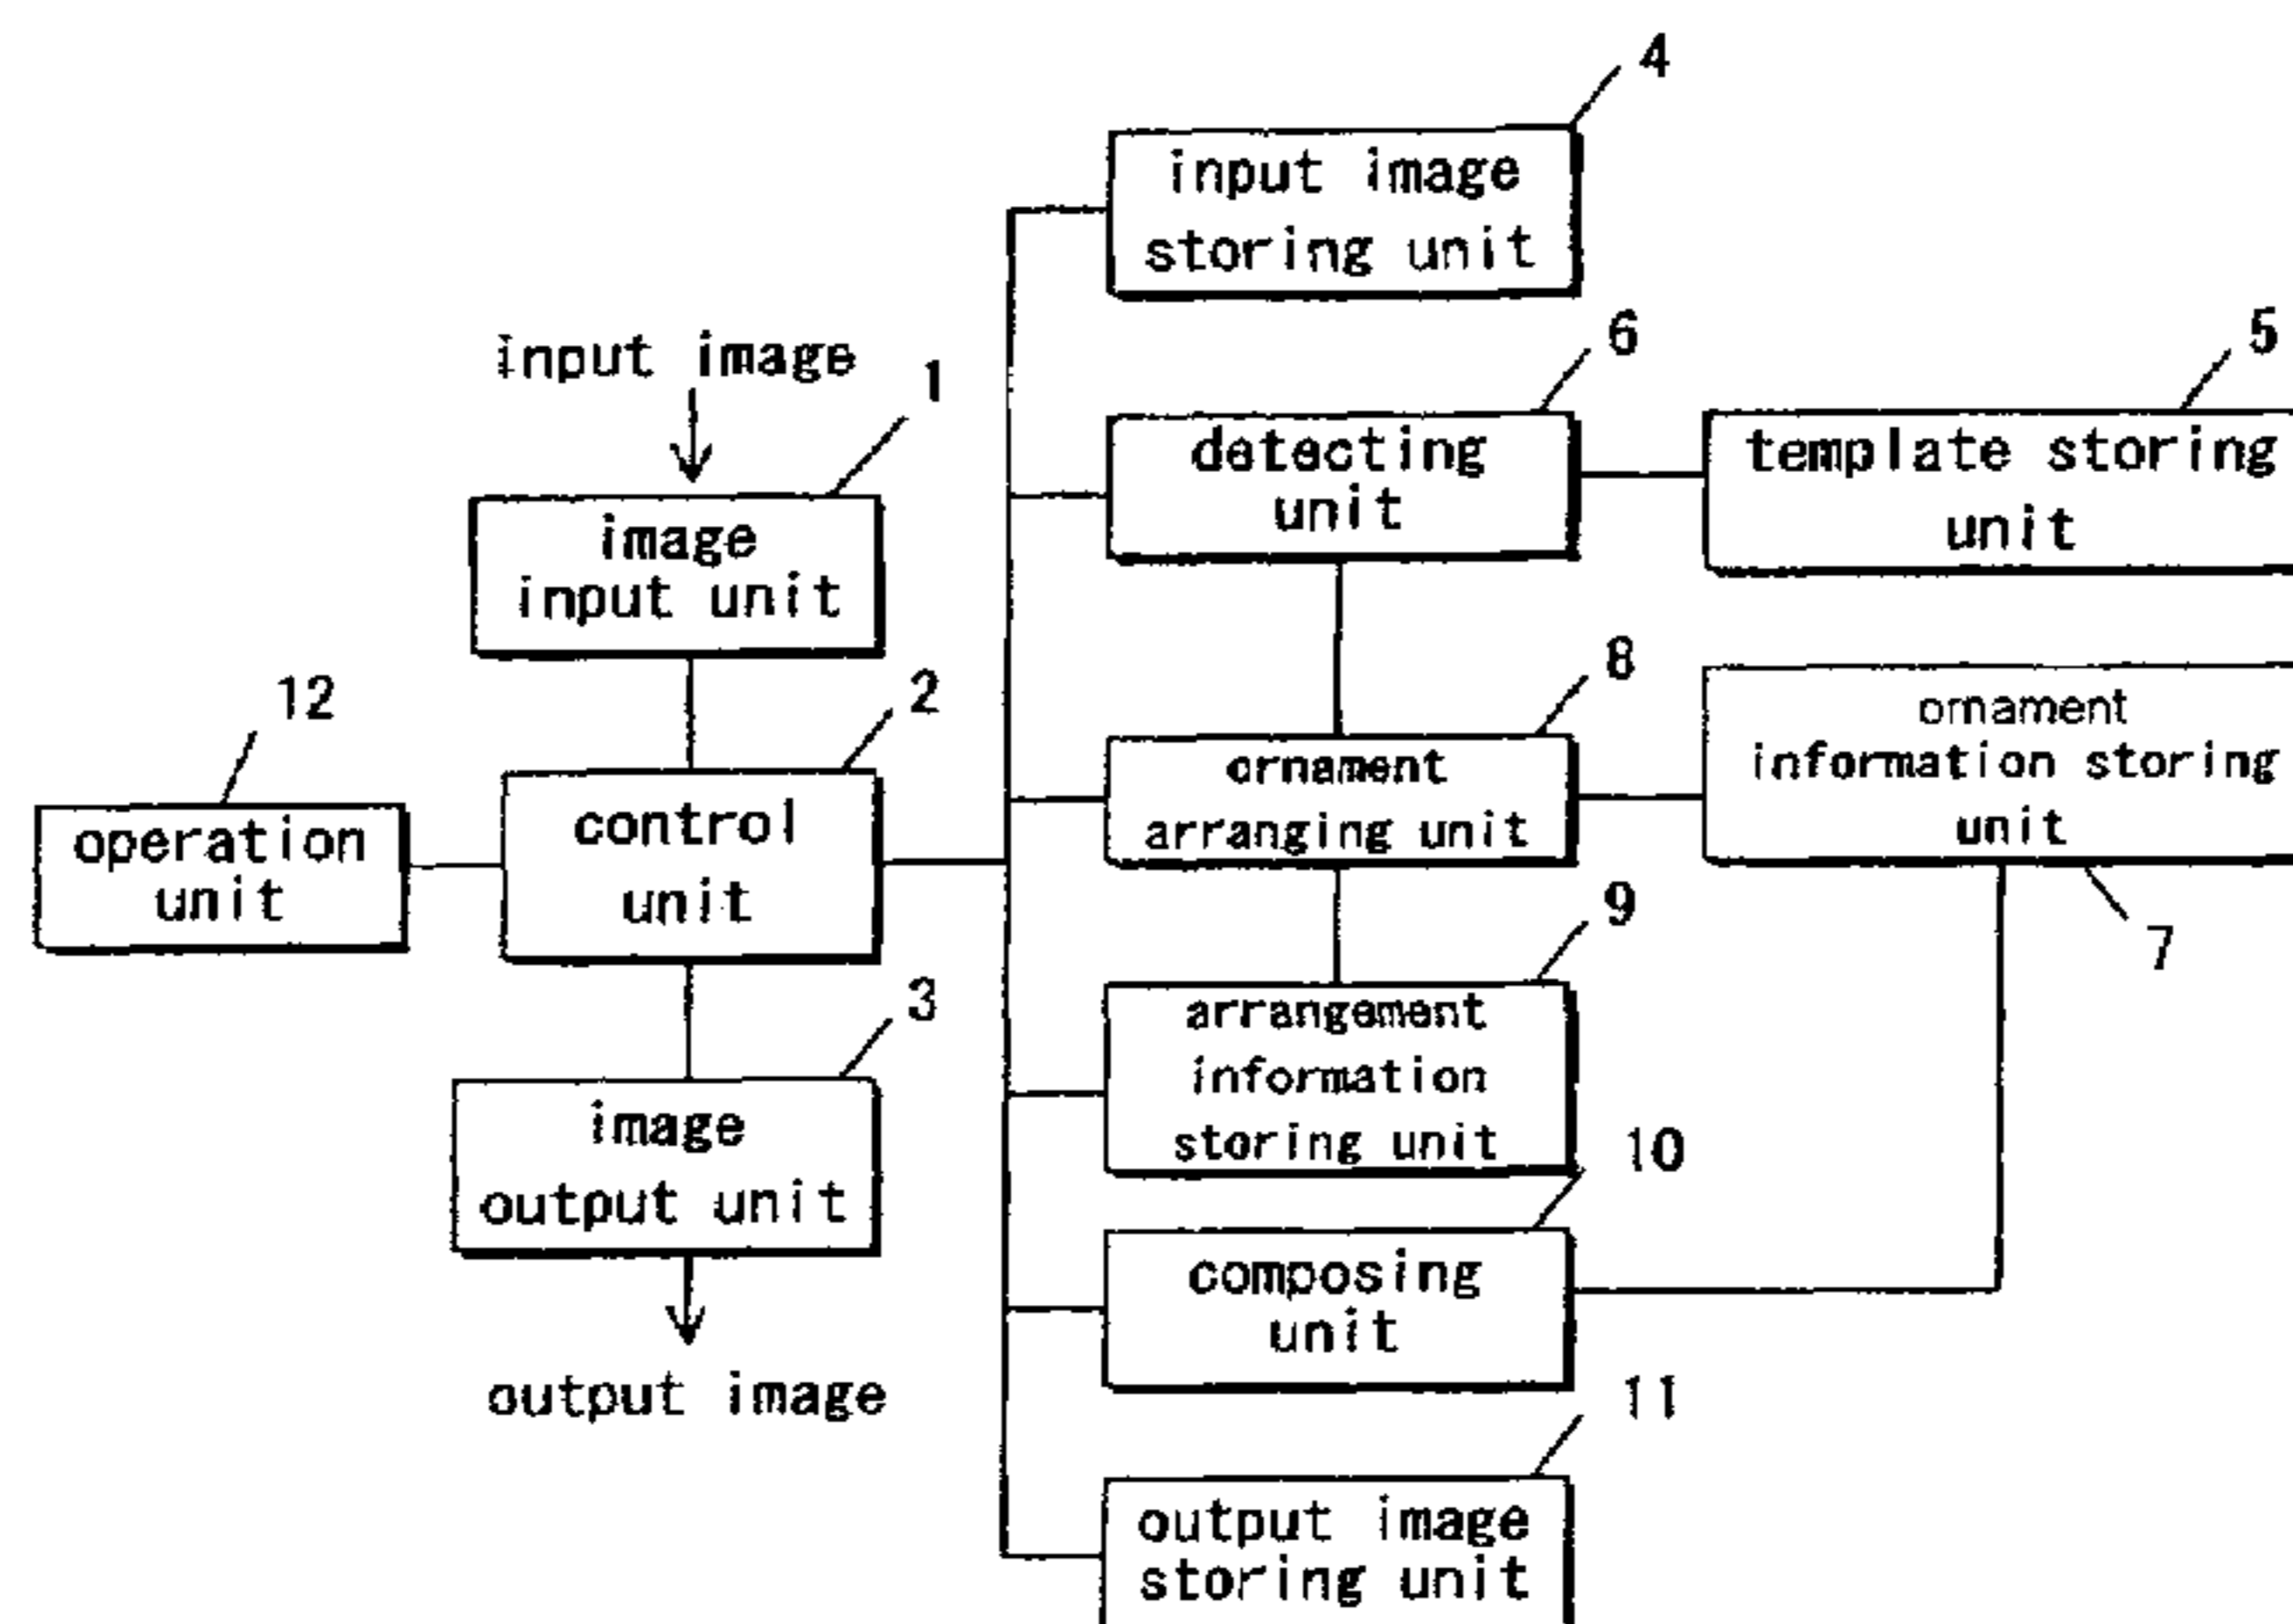 4
input image
storing unit
input image
1
image
input unit
6
detecting
unit
5
template storing
unit
12
operation
unit
2
control
unit
8
ornament
arranging unit
ornament
information storing
unit
7
3
image
output unit
output image
9
arrangement
information
storing unit
10
composing
unit
11
output image
storing unit